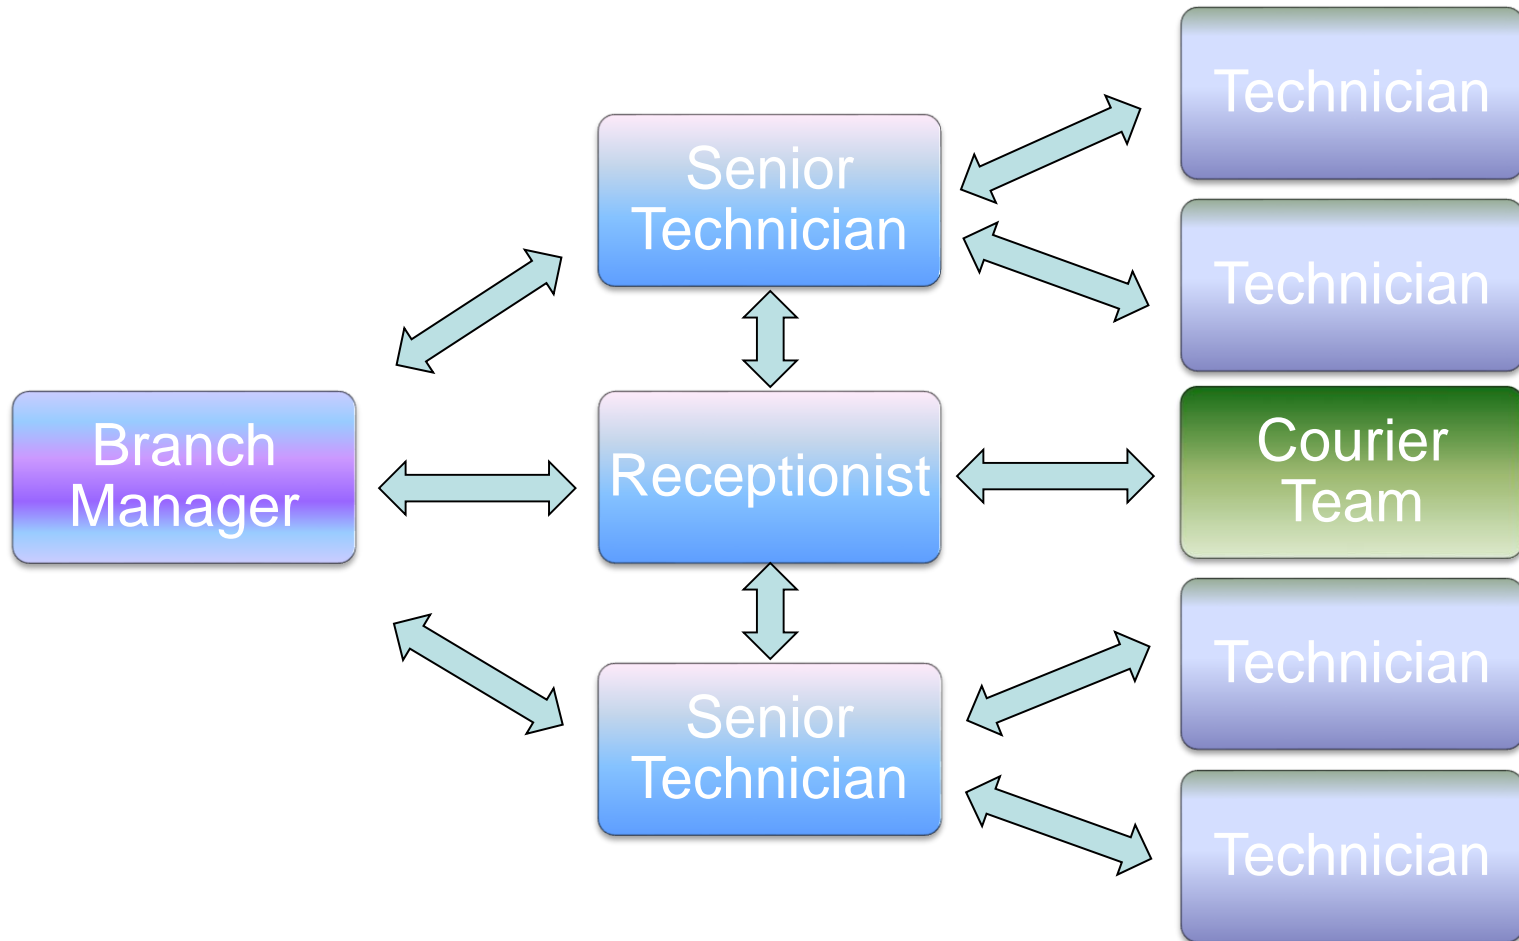 Branch
Manager
Senior
Technician
Receptionist
Senior
Technician
Technician
Technician
Courier
Team
Technician
Technician